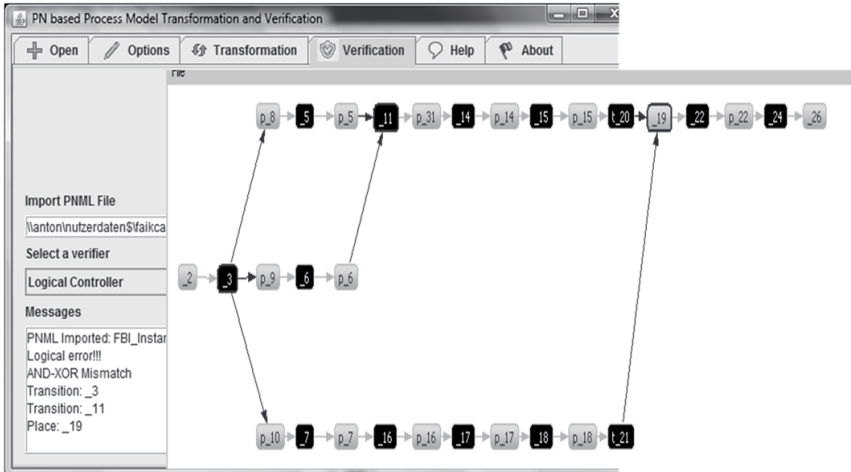 PN based Process Model Transformation and Verification
Open Options Transformation Verification Help About
File
p_8 _5 p_5 _11 p_31 _14 p_14 _15 p_15 t_20 _19 _22 p_22 _24 _26
Import PNML File
\\anton\nutzerdaten$\faikca
Select a verifier
_2 _3 p_9 _6 p_6
Logical Controller
Messages
PNML Imported: FBI_Instar
Logical error!!!
AND-XOR Mismatch
Transition: _3
Transition: _11
Place: _19
p_10 _7 p_7 _16 p_16 _17 p_17 _18 p_18 t_21